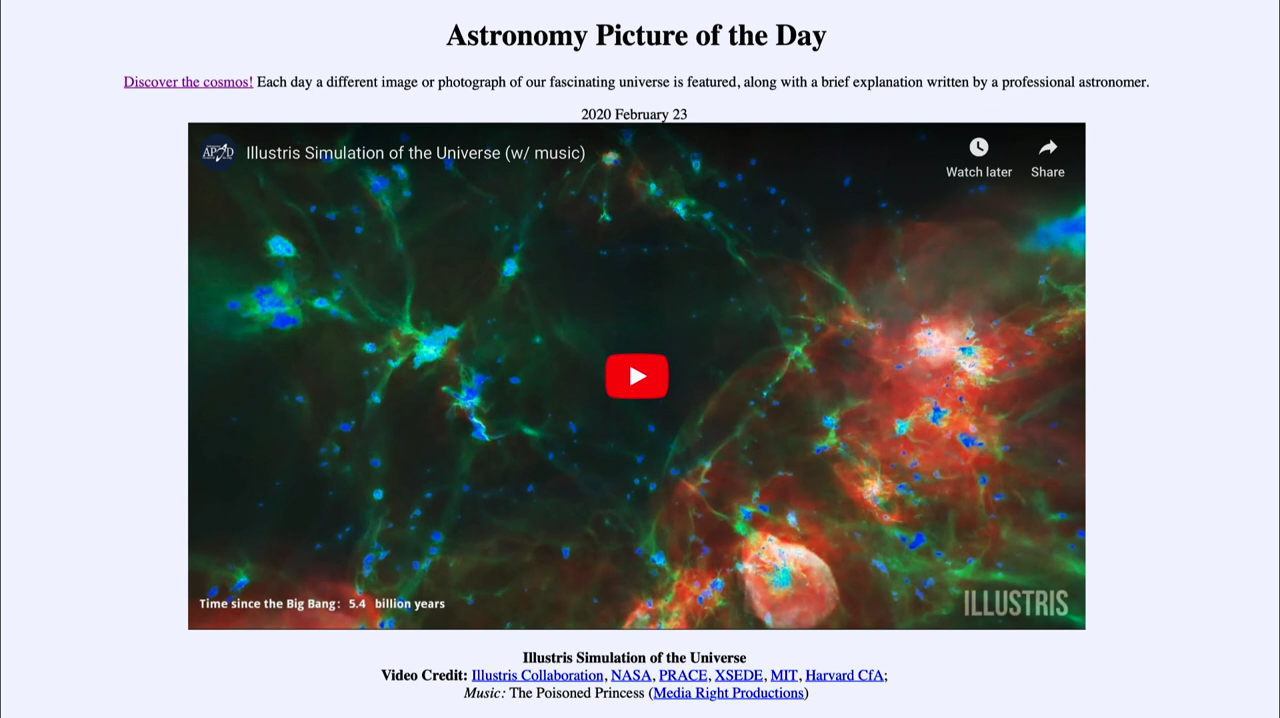 Astronomy Picture of the Day
Discover the cosmos! Each day a different image or photograph of our fascinating universe is featured, along with a brief explanation written by a professional astronomer.
2020 February 23
APOD
Illustris Simulation of the Universe (w/ music)
Watch later
Share
Time since the Big Bang: 5.4 billion years
ILLUSTRIS
Illustris Simulation of the Universe
Video Credit: Illustris Collaboration, NASA, PRACE, XSEDE, MIT, Harvard CfA;
Music: The Poisoned Princess (Media Right Productions)